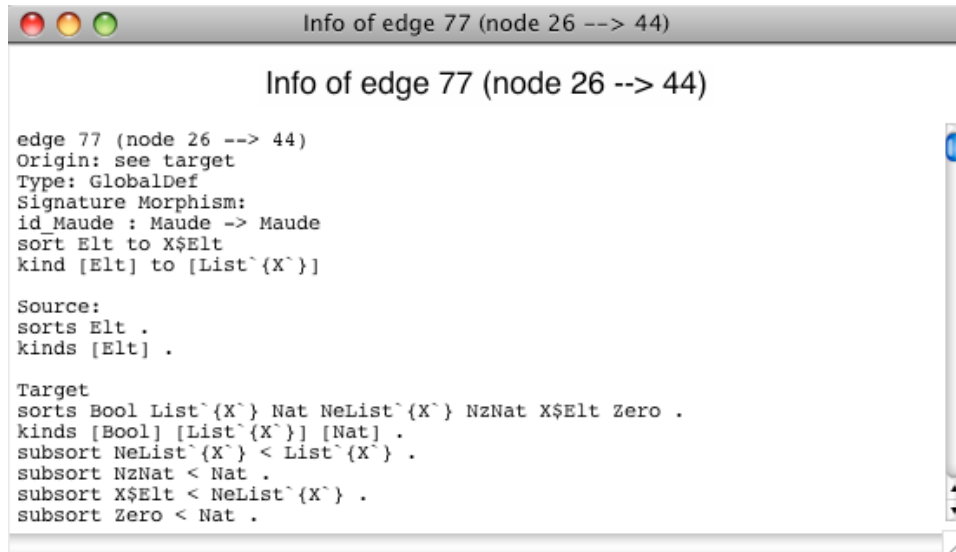 Info of edge 77 (node 26 --> 44)
Info of edge 77 (node 26 --> 44)
edge 77 (node 26 --> 44)
Origin: see target
Type: GlobalDef
Signature Morphism:
id_Maude : Maude -> Maude
sort Elt to X$Elt
kind [Elt] to [List`{X`}]
Source:
sorts Elt .
kinds [Elt] .
Target
sorts Bool List`{X`} Nat NeList`{X`} NzNat X$Elt Zero .
kinds [Bool] [List`{X`}] [Nat] .
subsort NeList`{X`} < List`{X`} .
subsort NzNat < Nat .
subsort X$Elt < NeList`{X`} .
subsort Zero < Nat .